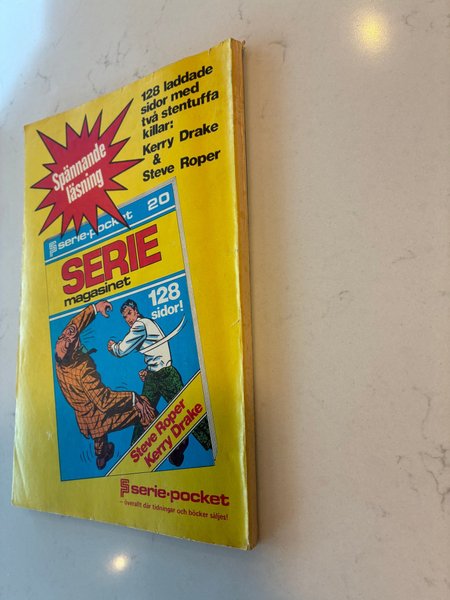 128 laddade
sidor med
två stentuffa
killar:
Kerry Drake
&
Steve Roper
Spännande
läsning
serie-pocket 20
SERIE
magasinet
128
sidor!
Steve Roper
Kerry Drake
serie-pocket
– överallt där tidningar och böcker säljes!